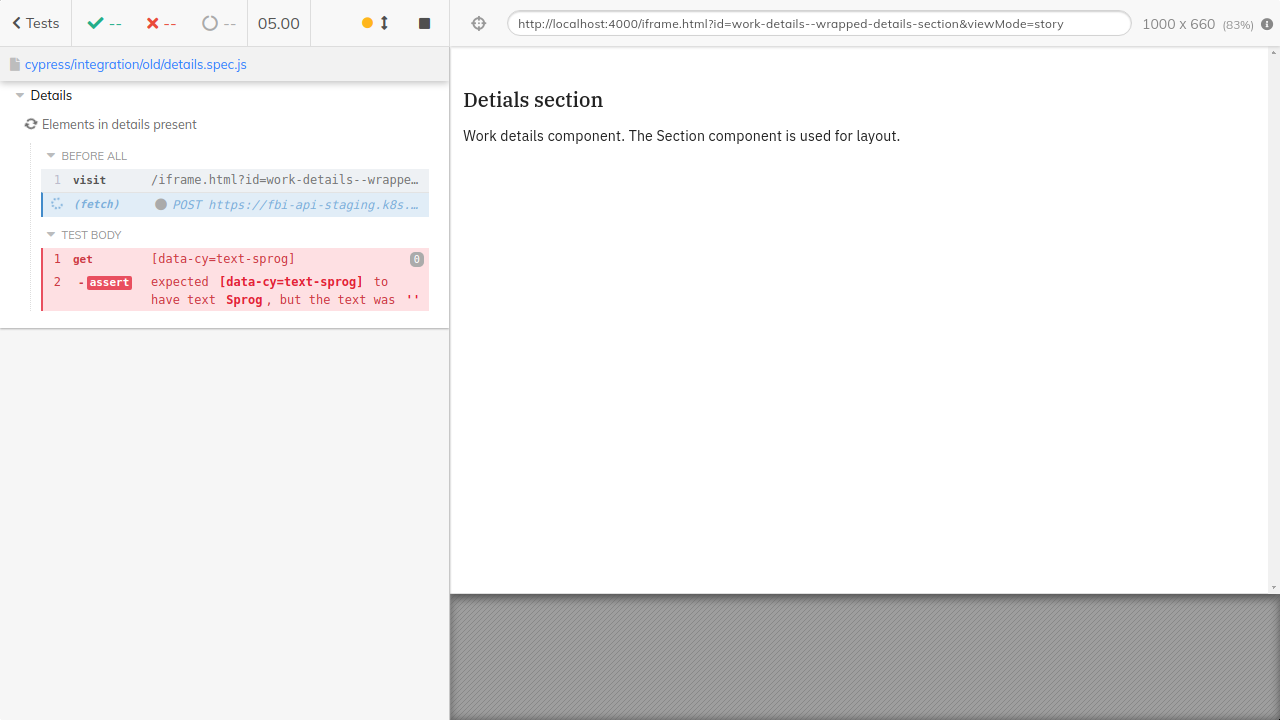 Tests
--
--
--
05.00
http://localhost:4000/iframe.html?id=work-details--wrapped-details-section&viewMode=story
1000 x 660 (83%)
cypress/integration/old/details.spec.js
Details
Elements in details present
BEFORE ALL
1 visit /iframe.html?id=work-details--wrappe…
(fetch) POST https://fbi-api-staging.k8s.…
TEST BODY
1 get [data-cy=text-sprog] 0
2 -assert expected [data-cy=text-sprog] to
have text Sprog, but the text was ''
Detials section
Work details component. The Section component is used for layout.